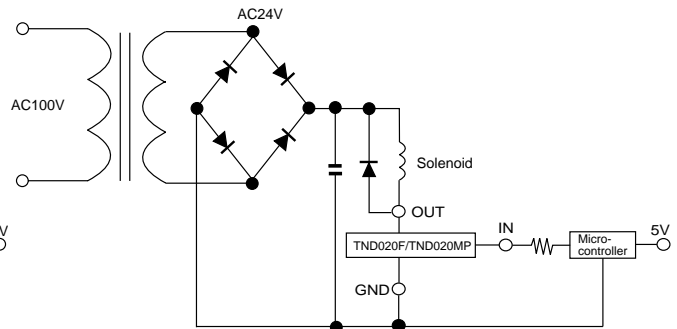 AC24V
AC100V
Solenoid
OUT
TND020F/TND020MP
IN
Micro-
controller
5V
V
GND